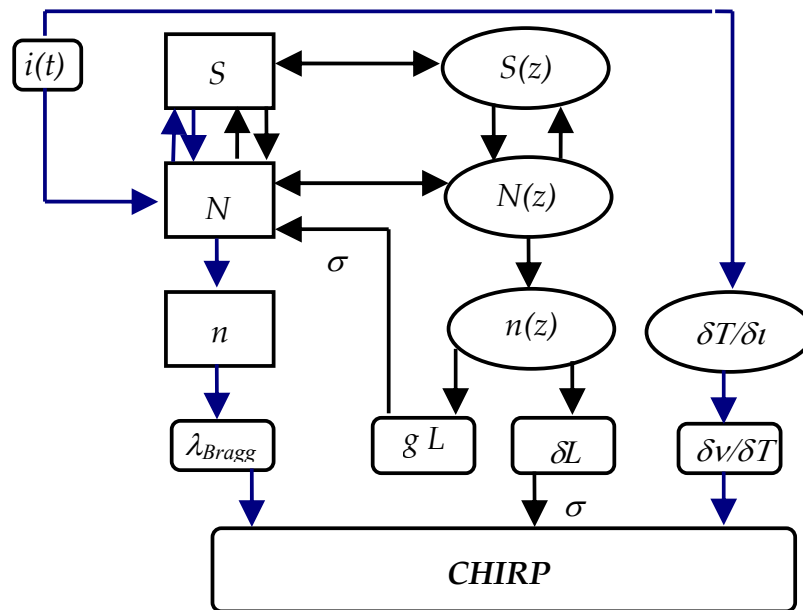 i(t)
S
S(z)
N
N(z)
σ
n
n(z)
δT/δι
λBragg
g L
δL
δν/δT
σ
CHIRP